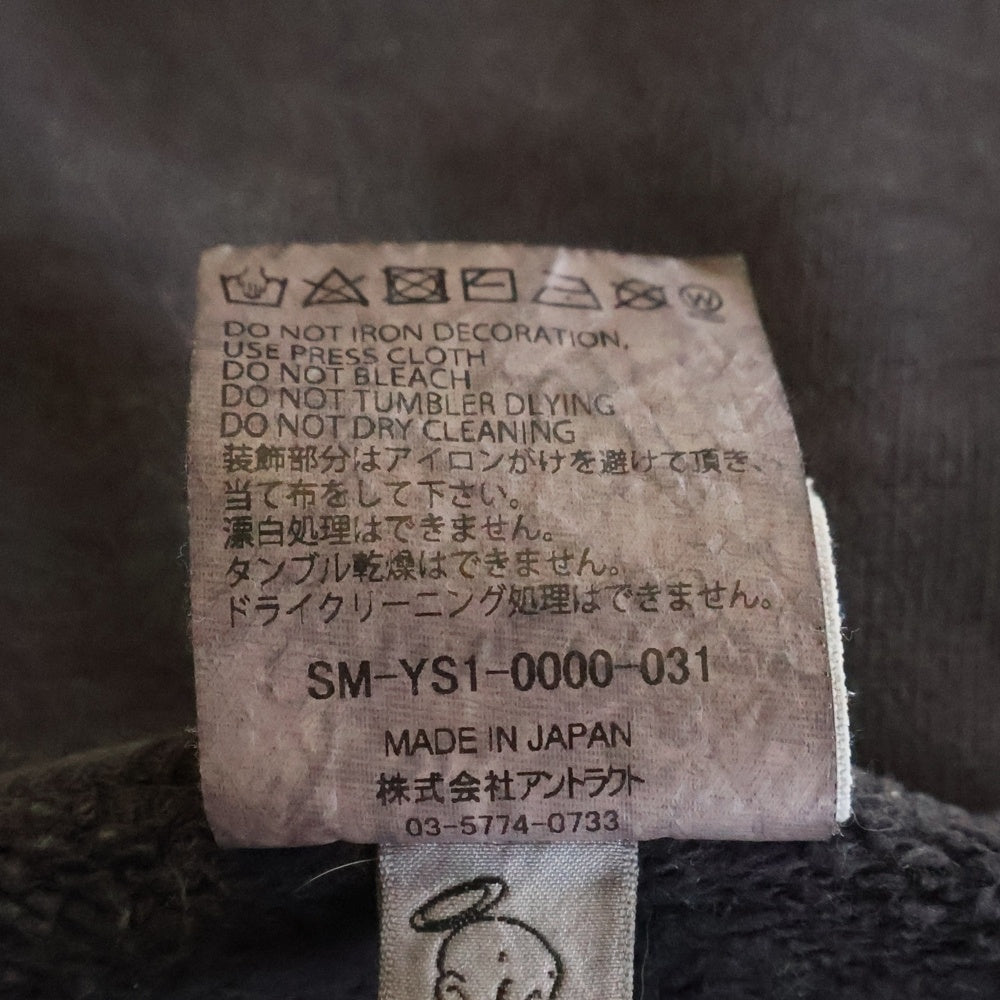 W
DO NOT IRON DECORATION,
USE PRESS CLOTH
DO NOT BLEACH
DO NOT TUMBLER DLYING
DO NOT DRY CLEANING
装飾部分はアイロンがけを避けて頂き、
当て布をして下さい。
漂白処理はできません。
タンブル乾燥はできません。
ドライクリーニング処理はできません。
SM-YS1-0000-031
MADE IN JAPAN
株式会社アントラクト
03-5774-0733